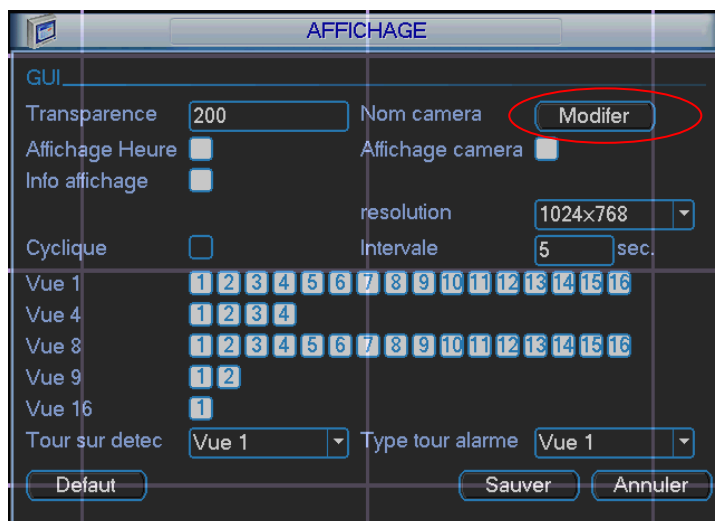 AFFICHAGE
GUI
Transparence 200 Nom camera Modifer
Affichage Heure Affichage camera
Info affichage
resolution 1024x768
Cyclique Intervale 5 sec.
Vue 1 1 2 3 4 5 6 7 8 9 10 11 12 13 14 15 16
Vue 4 1 2 3 4
Vue 8 1 2 3 4 5 6 7 8 9 10 11 12 13 14 15 16
Vue 9 1 2
Vue 16 1
Tour sur detec Vue 1 Type tour alarme Vue 1
Defaut Sauver Annuler